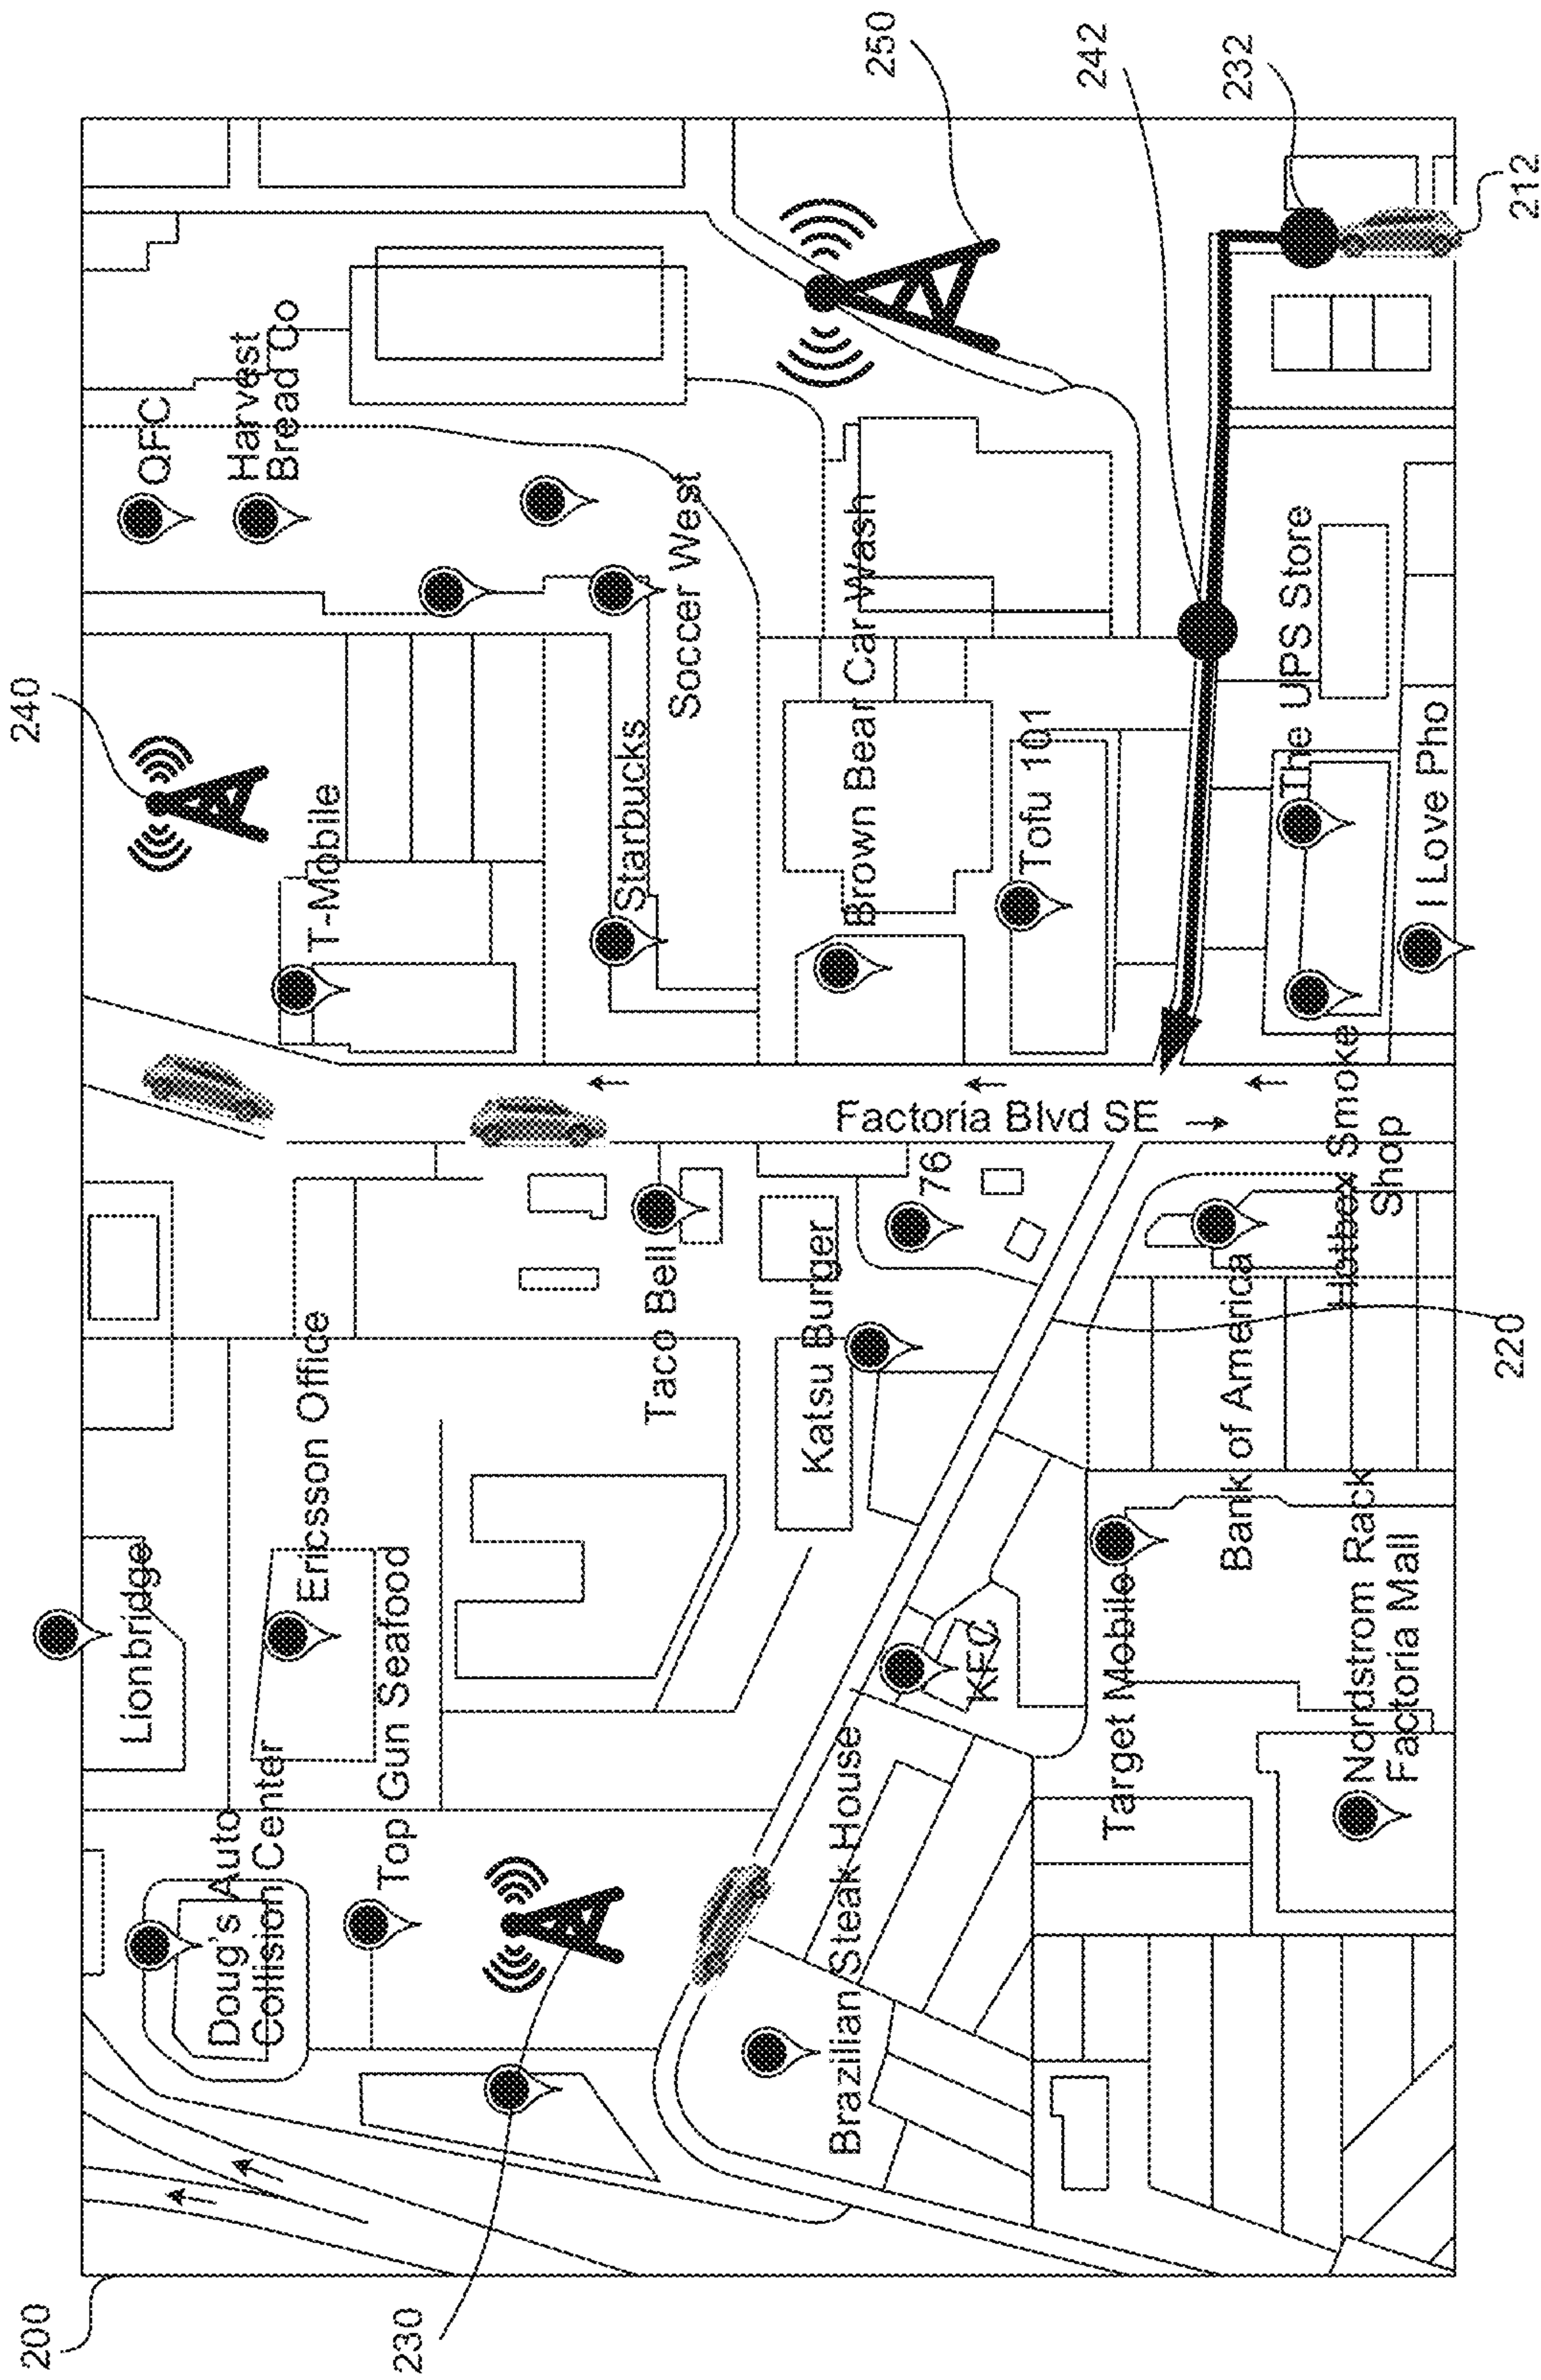 200
230
240
250
242
232
212
220
QFC
Harvest
Bread Co
T-Mobile
Starbucks
Soccer West
Brown Bear Car Wash
Tofu 101
The UPS Store
I Love Pho
Factoria Blvd SE
Hotbox Smoke
Shop
76
Taco Bell
Katsu Burger
Bank of America
Ericsson Office
Lionbridge
Top Gun Seafood
Doug's Auto
Collision Center
KFC
Target Mobile
Nordstrom Rack
Factoria Mall
Brazilian Steak House